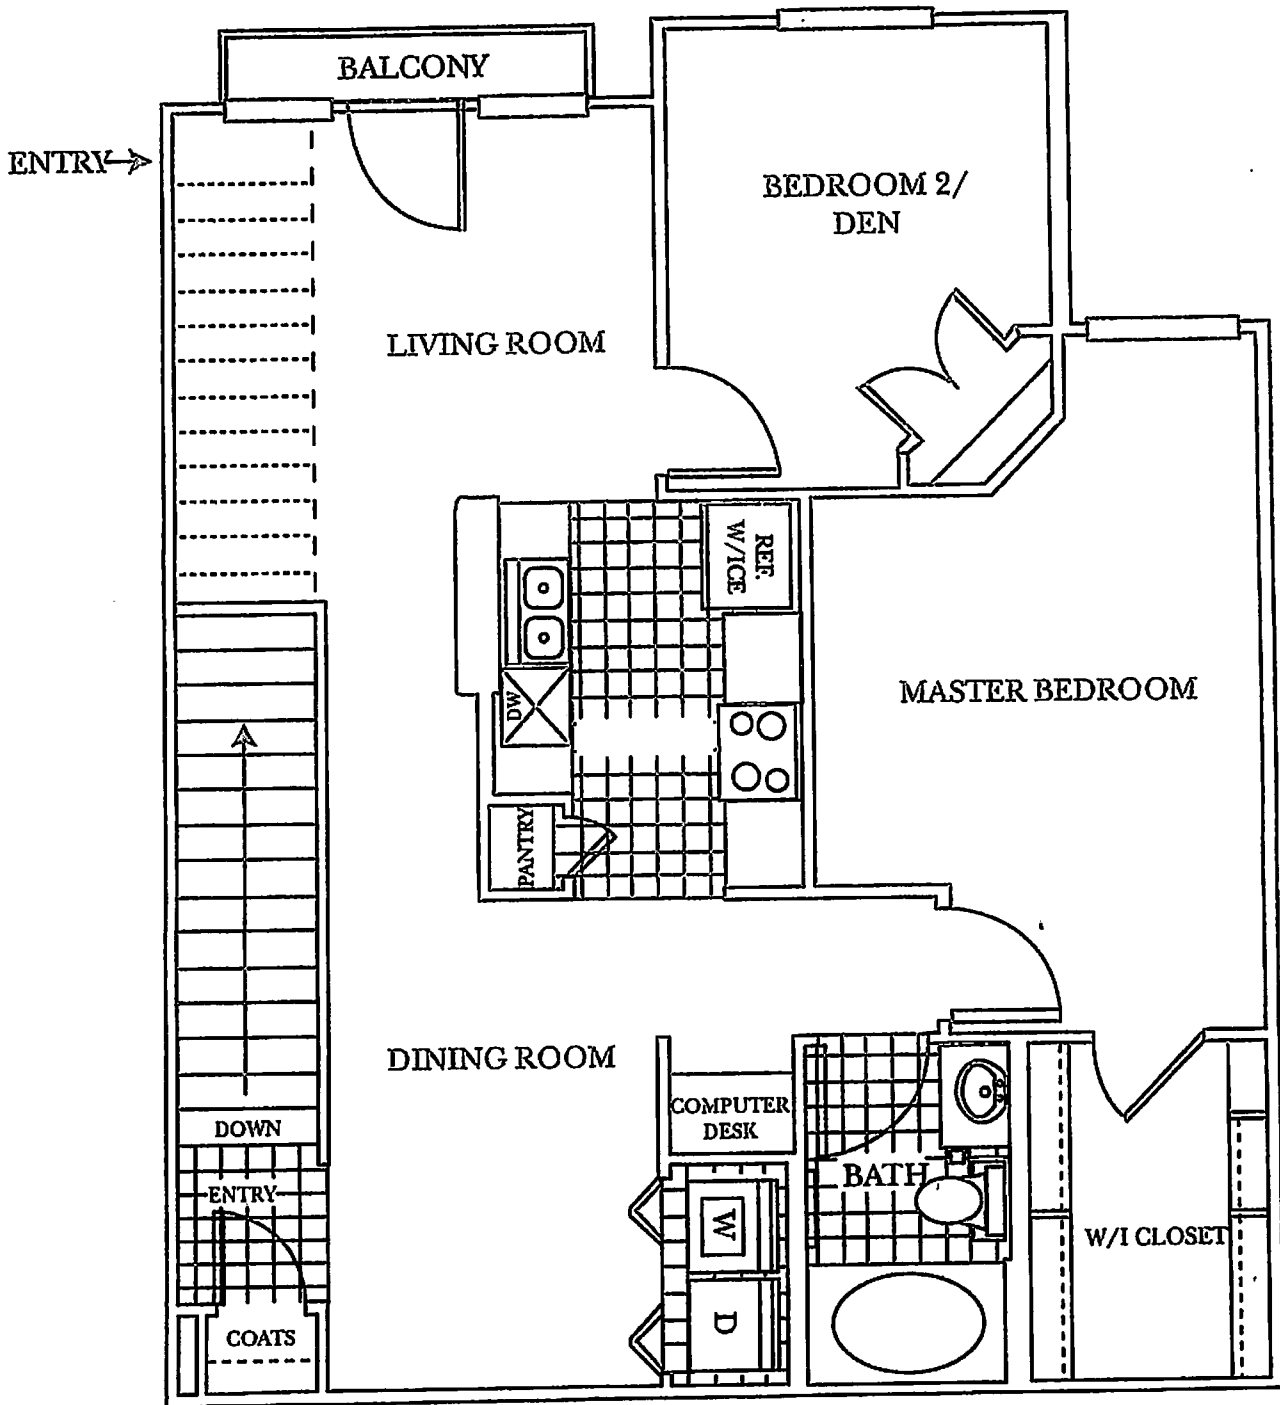 BALCONY
ENTRY
BEDROOM 2/
DEN
LIVING ROOM
REF.
W/ICE
MASTER BEDROOM
DW
PANTRY
DINING ROOM
COMPUTER
DESK
DOWN
ENTRY
BATH
W
W/I CLOSET
D
COATS